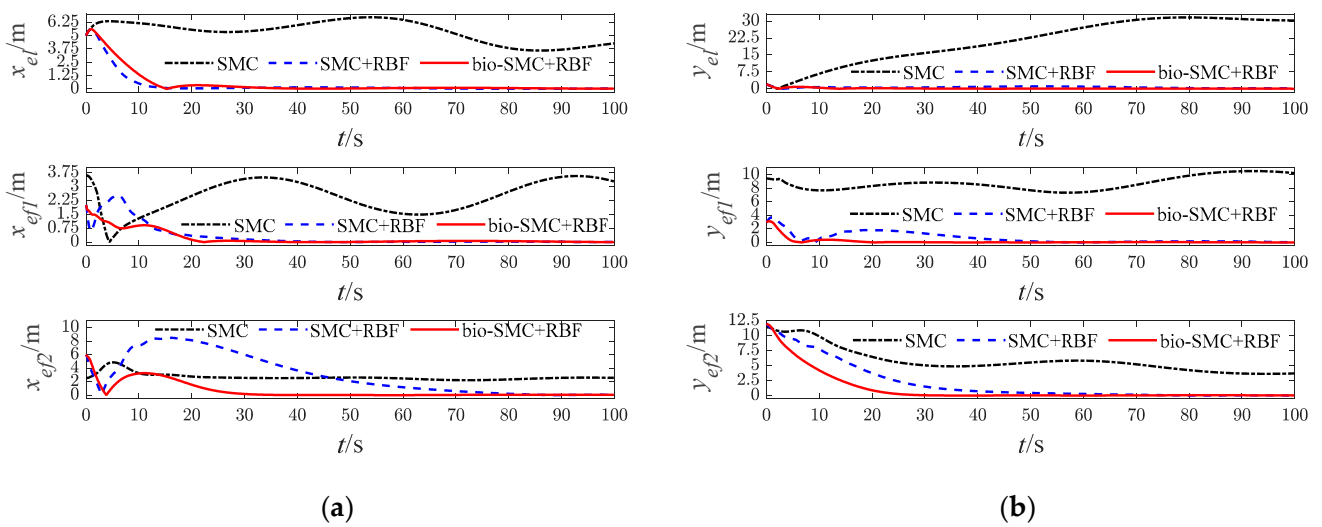 x_el/m
6.25
5
3.75
2.5
1.25
0
SMC SMC+RBF bio-SMC+RBF
0 10 20 30 40 50 60 70 80 90 100
t/s
y_el/m
30
22.5
15
7.5
0
SMC SMC+RBF bio-SMC+RBF
0 10 20 30 40 50 60 70 80 90 100
t/s
x_ef1/m
3.75
3
2.25
1.5
0.75
0
SMC SMC+RBF bio-SMC+RBF
0 10 20 30 40 50 60 70 80 90 100
t/s
y_ef1/m
10
8
6
4
2
0
SMC SMC+RBF bio-SMC+RBF
0 10 20 30 40 50 60 70 80 90 100
t/s
x_ef2/m
10
8
6
4
2
0
SMC SMC+RBF bio-SMC+RBF
0 10 20 30 40 50 60 70 80 90 100
t/s
y_ef2/m
12.5
10
7.5
5
2.5
0
SMC SMC+RBF bio-SMC+RBF
0 10 20 30 40 50 60 70 80 90 100
t/s
(a) (b)